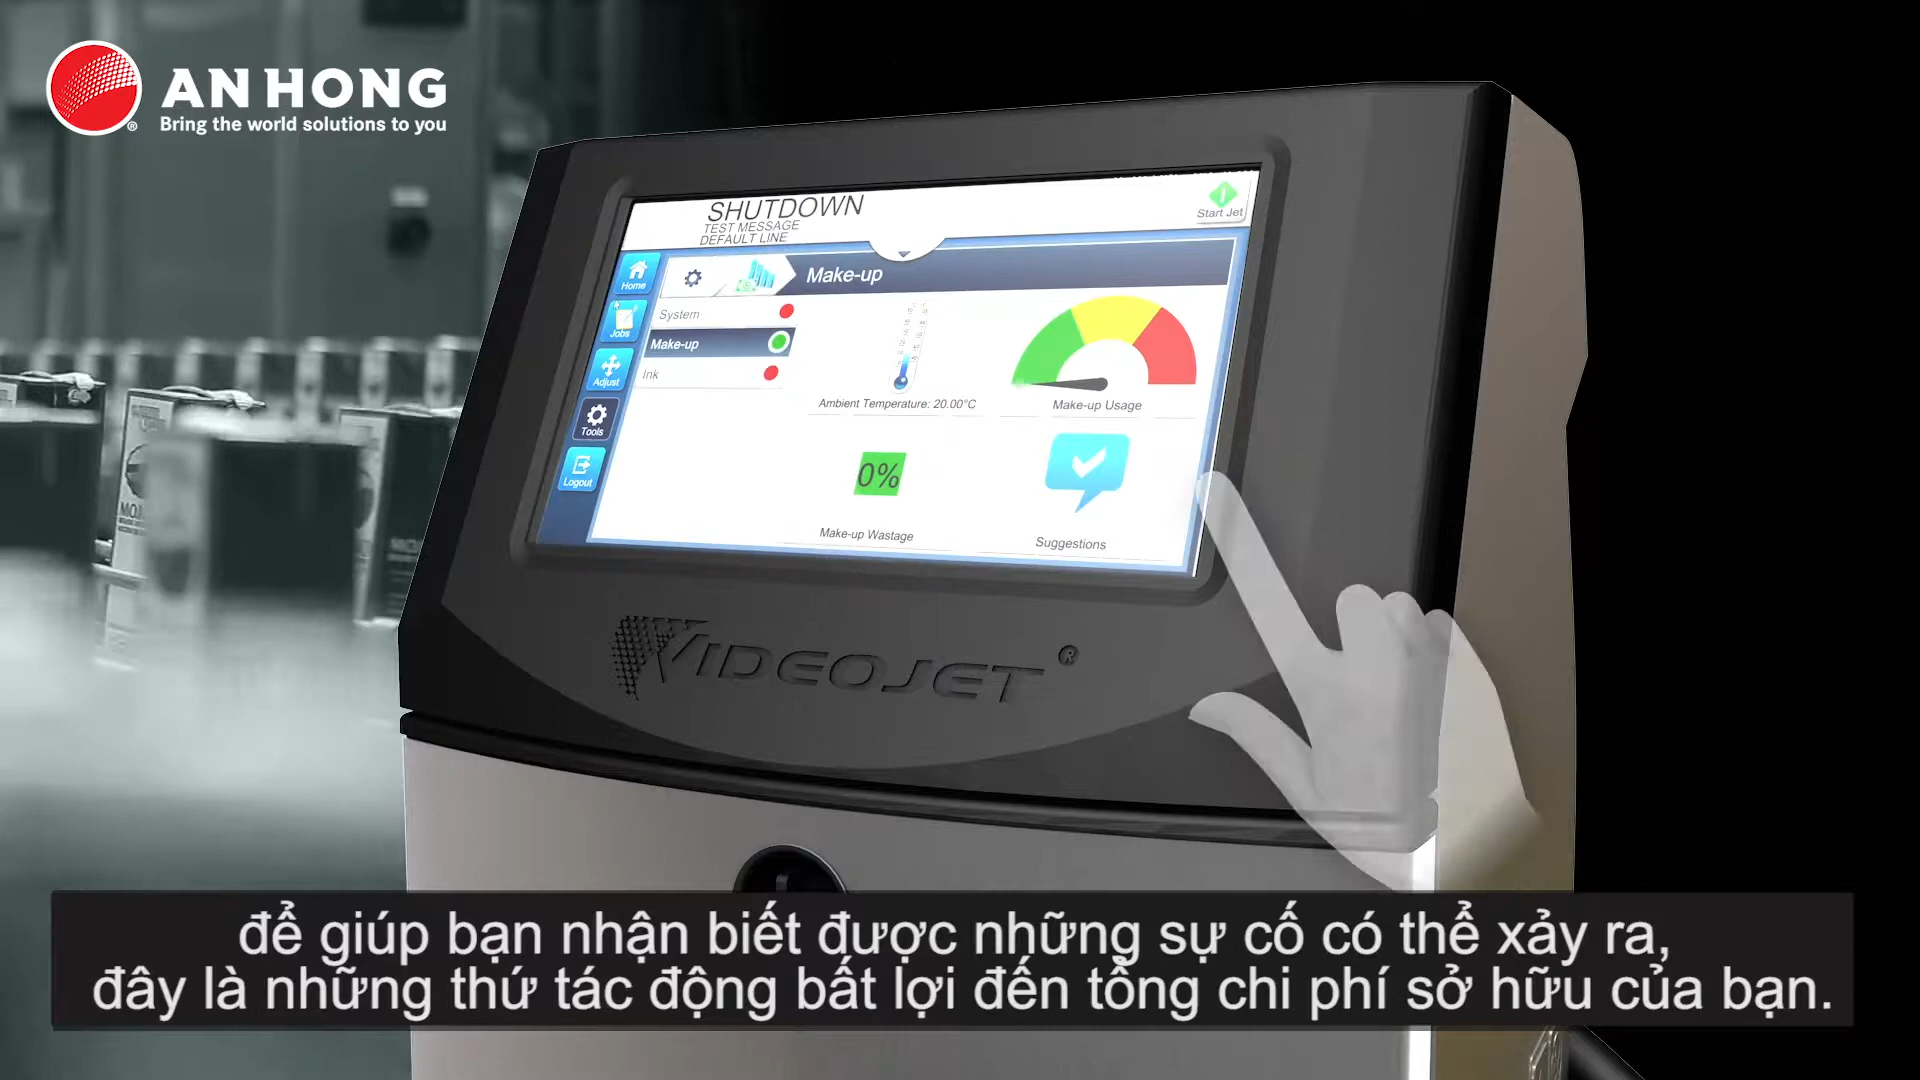 AN HONG
Bring the world solutions to you
SHUTDOWN
TEST MESSAGE
DEFAULT LINE
Start Jet
Home
Jobs
Adjust
Tools
Logout
Make-up
System
Make-up
Ink
Ambient Temperature: 20.00°C
Make-up Usage
0%
Make-up Wastage
Suggestions
VIDEOJET®
để giúp bạn nhận biết được những sự cố có thể xảy ra,
đây là những thứ tác động bất lợi đến tổng chi phí sở hữu của bạn.